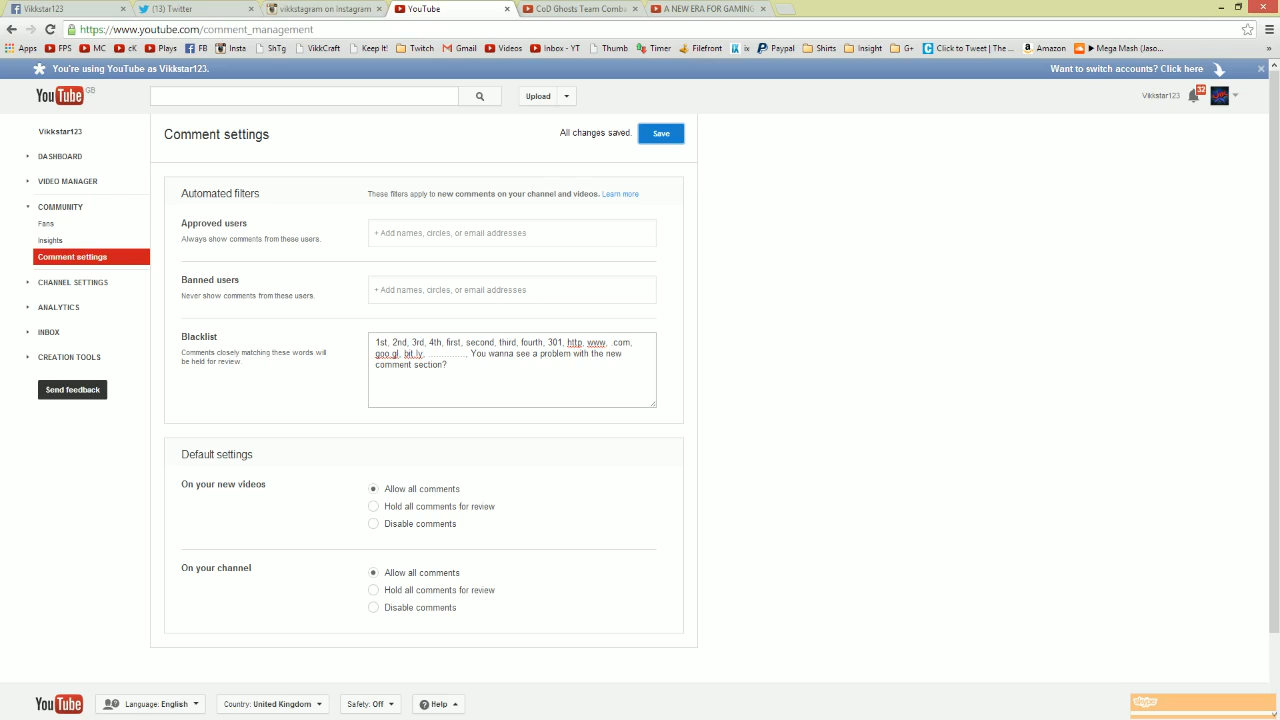 Vikkstar123
(13) Twitter
vikkstagram on Instagram
YouTube
CoD Ghosts Team Comba
A NEW ERA FOR GAMING
https://www.youtube.com/comment_management
Apps FPS MC cK Plays FB Insta ShTg VikkCraft Keep It! Twitch Gmail Videos Inbox - YT Thumb Timer Filefront ix Paypal Shirts Insight G+ Click to Tweet | The ... Amazon Mega Mash (Jaso... »
You're using YouTube as Vikkstar123.
Want to switch accounts? Click here
YouTube GB
Upload
Vikkstar123
32
Vikkstar123
DASHBOARD
VIDEO MANAGER
COMMUNITY
Fans
Insights
Comment settings
CHANNEL SETTINGS
ANALYTICS
INBOX
CREATION TOOLS
Send feedback
Comment settings
All changes saved.
Save
Automated filters
These filters apply to new comments on your channel and videos. Learn more
Approved users
Always show comments from these users.
+ Add names, circles, or email addresses
Banned users
Never show comments from these users.
+ Add names, circles, or email addresses
Blacklist
Comments closely matching these words will
be held for review.
1st, 2nd, 3rd, 4th, first, second, third, fourth, 301, http, www, .com,
goo.gl, bit.ly, ............., You wanna see a problem with the new
comment section?
Default settings
On your new videos
Allow all comments
Hold all comments for review
Disable comments
On your channel
Allow all comments
Hold all comments for review
Disable comments
YouTube
Language: English
Country: United Kingdom
Safety: Off
Help
skype